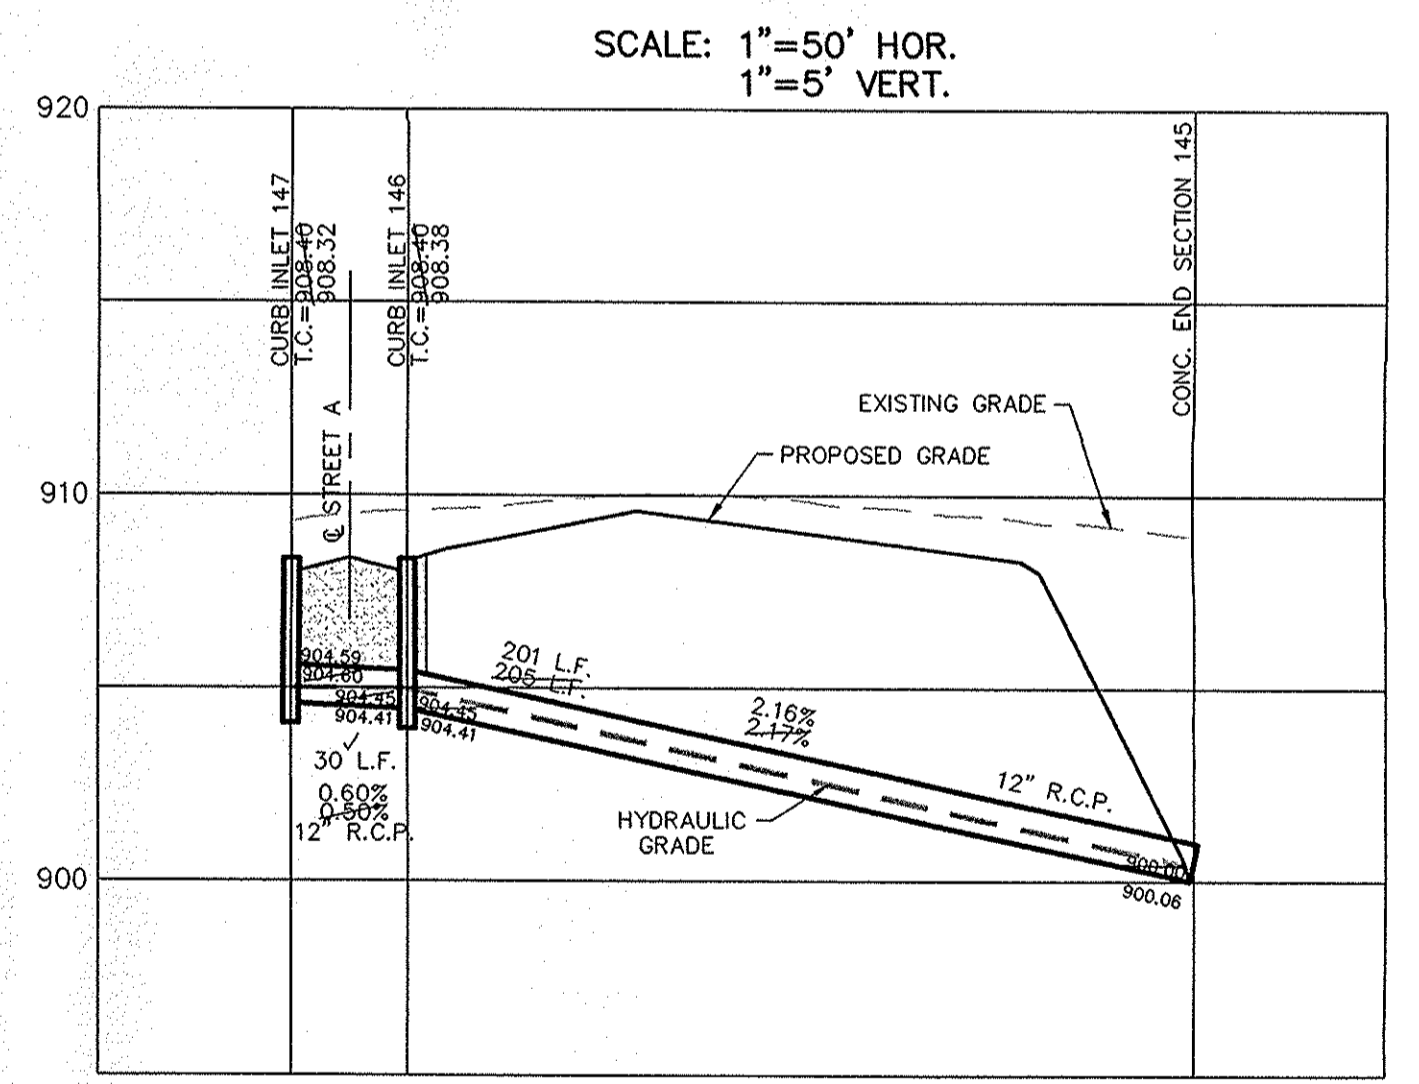 SCALE: 1"=50' HOR.
1"=5' VERT.
920
910
900
CURB INLET 147
T.C.=908.40
908.32
℄ STREET A
CURB INLET 146
T.C.=908.40
908.38
CONC. END SECTION 145
EXISTING GRADE
PROPOSED GRADE
904.59
904.60
904.45
904.41
904.45
904.41
30 L.F.
0.60%
0.50%
12" R.C.P.
201 L.F.
205 L.F.
2.16%
2.17%
12" R.C.P.
HYDRAULIC
GRADE
900.00
900.06